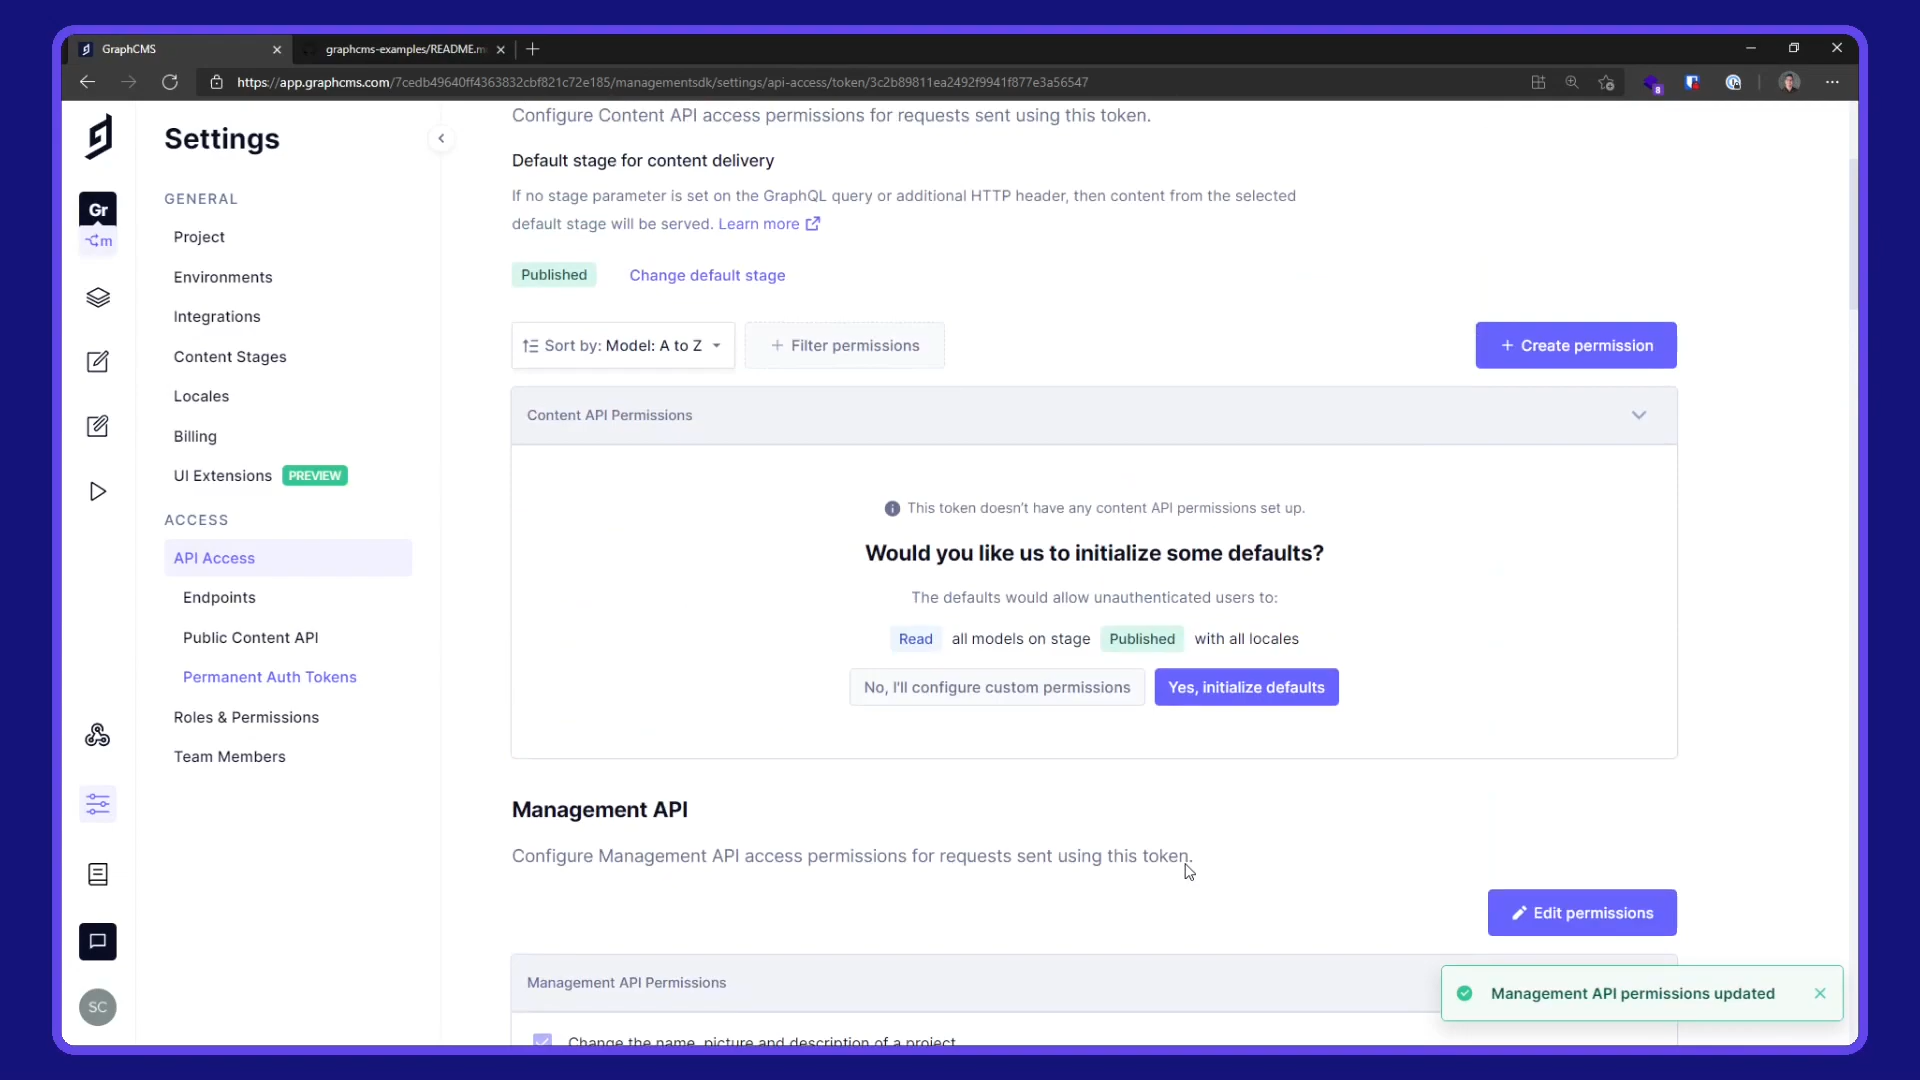 GraphCMS
graphcms-examples/README.m
https://app.graphcms.com/7cedb49640ff4363832cbf821c72e185/managementsdk/settings/api-access/token/3c2b89811ea2492f9941f877e3a56547
8
Settings
Gr
m
GENERAL
Project
Environments
Integrations
Content Stages
Locales
Billing
UI Extensions PREVIEW
ACCESS
API Access
Endpoints
Public Content API
Permanent Auth Tokens
Roles & Permissions
Team Members
SC
Configure Content API access permissions for requests sent using this token.
Default stage for content delivery
If no stage parameter is set on the GraphQL query or additional HTTP header, then content from the selected
default stage will be served. Learn more
Published Change default stage
Sort by: Model: A to Z
+ Filter permissions
+ Create permission
Content API Permissions
This token doesn't have any content API permissions set up.
Would you like us to initialize some defaults?
The defaults would allow unauthenticated users to:
Read all models on stage Published with all locales
No, I'll configure custom permissions
Yes, initialize defaults
Management API
Configure Management API access permissions for requests sent using this token.
Edit permissions
Management API Permissions
Management API permissions updated
Change the name, picture and description of a project